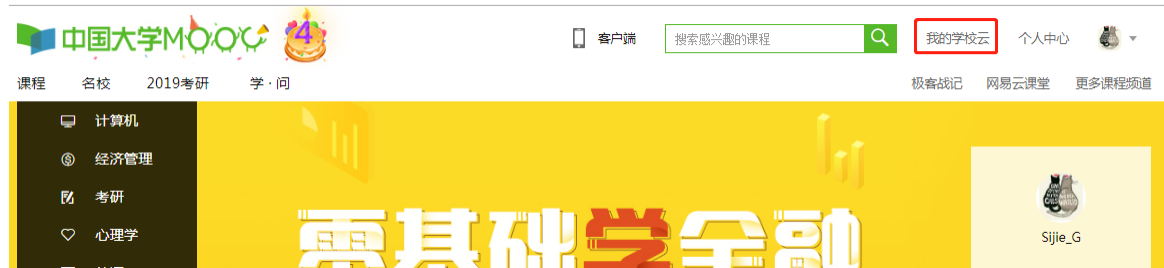 中国大学MOOC 4
客户端
搜索感兴趣的课程
我的学校云
个人中心
课程 名校 2019考研 学·问
极客战记 网易云课堂 更多课程频道
计算机
经济管理
考研
心理学
零基础学金融
Sijie_G